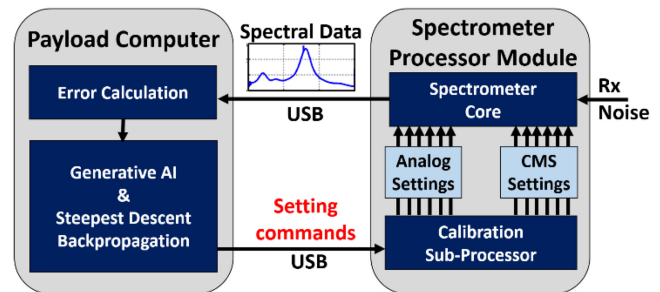 Payload Computer
Error Calculation
Generative AI
&
Steepest Descent
Backpropagation
Spectral Data
USB
Setting
commands
USB
Spectrometer
Processor Module
Spectrometer
Core
Rx
Noise
Analog
Settings
CMS
Settings
Calibration
Sub-Processor